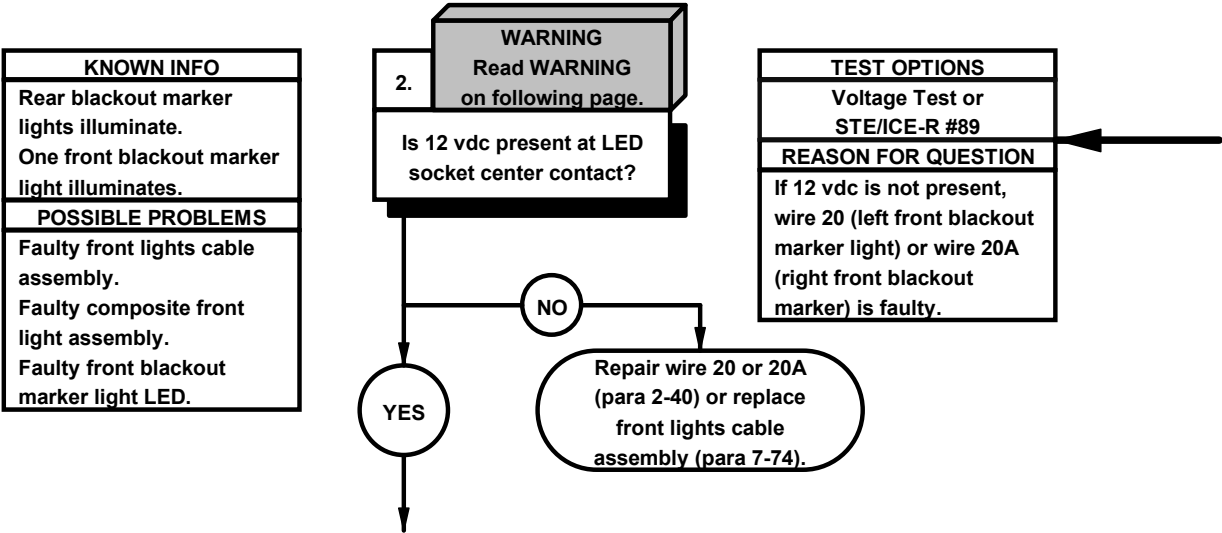 KNOWN INFO
Rear blackout marker
lights illuminate.
One front blackout marker
light illuminates.
POSSIBLE PROBLEMS
Faulty front lights cable
assembly.
Faulty composite front
light assembly.
Faulty front blackout
marker light LED.
WARNING
Read WARNING
on following page.
2.
Is 12 vdc present at LED
socket center contact?
NO
YES
Repair wire 20 or 20A
(para 2-40) or replace
front lights cable
assembly (para 7-74).
TEST OPTIONS
Voltage Test or
STE/ICE-R #89
REASON FOR QUESTION
If 12 vdc is not present,
wire 20 (left front blackout
marker light) or wire 20A
(right front blackout
marker) is faulty.